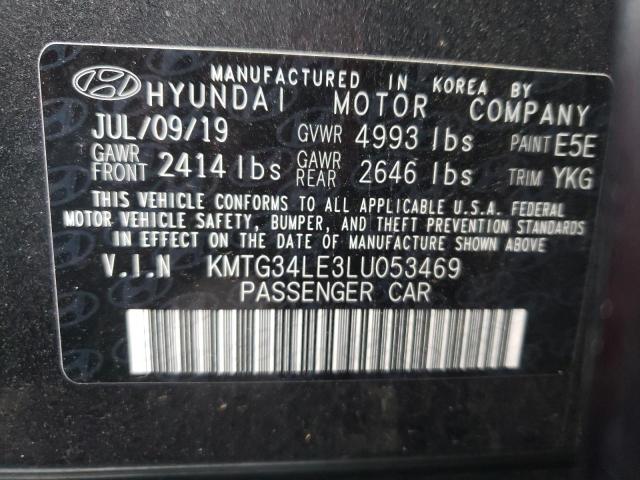 MANUFACTURED IN KOREA BY
HYUNDAI MOTOR COMPANY
JUL/09/19 GVWR 4993 lbs PAINT E5E
GAWR FRONT 2414 lbs GAWR REAR 2646 lbs TRIM YKG
THIS VEHICLE CONFORMS TO ALL APPLICABLE U.S.A. FEDERAL
MOTOR VEHICLE SAFETY, BUMPER, AND THEFT PREVENTION STANDARDS
IN EFFECT ON THE DATE OF MANUFACTURE SHOWN ABOVE.
V.I.N KMTG34LE3LU053469
PASSENGER CAR